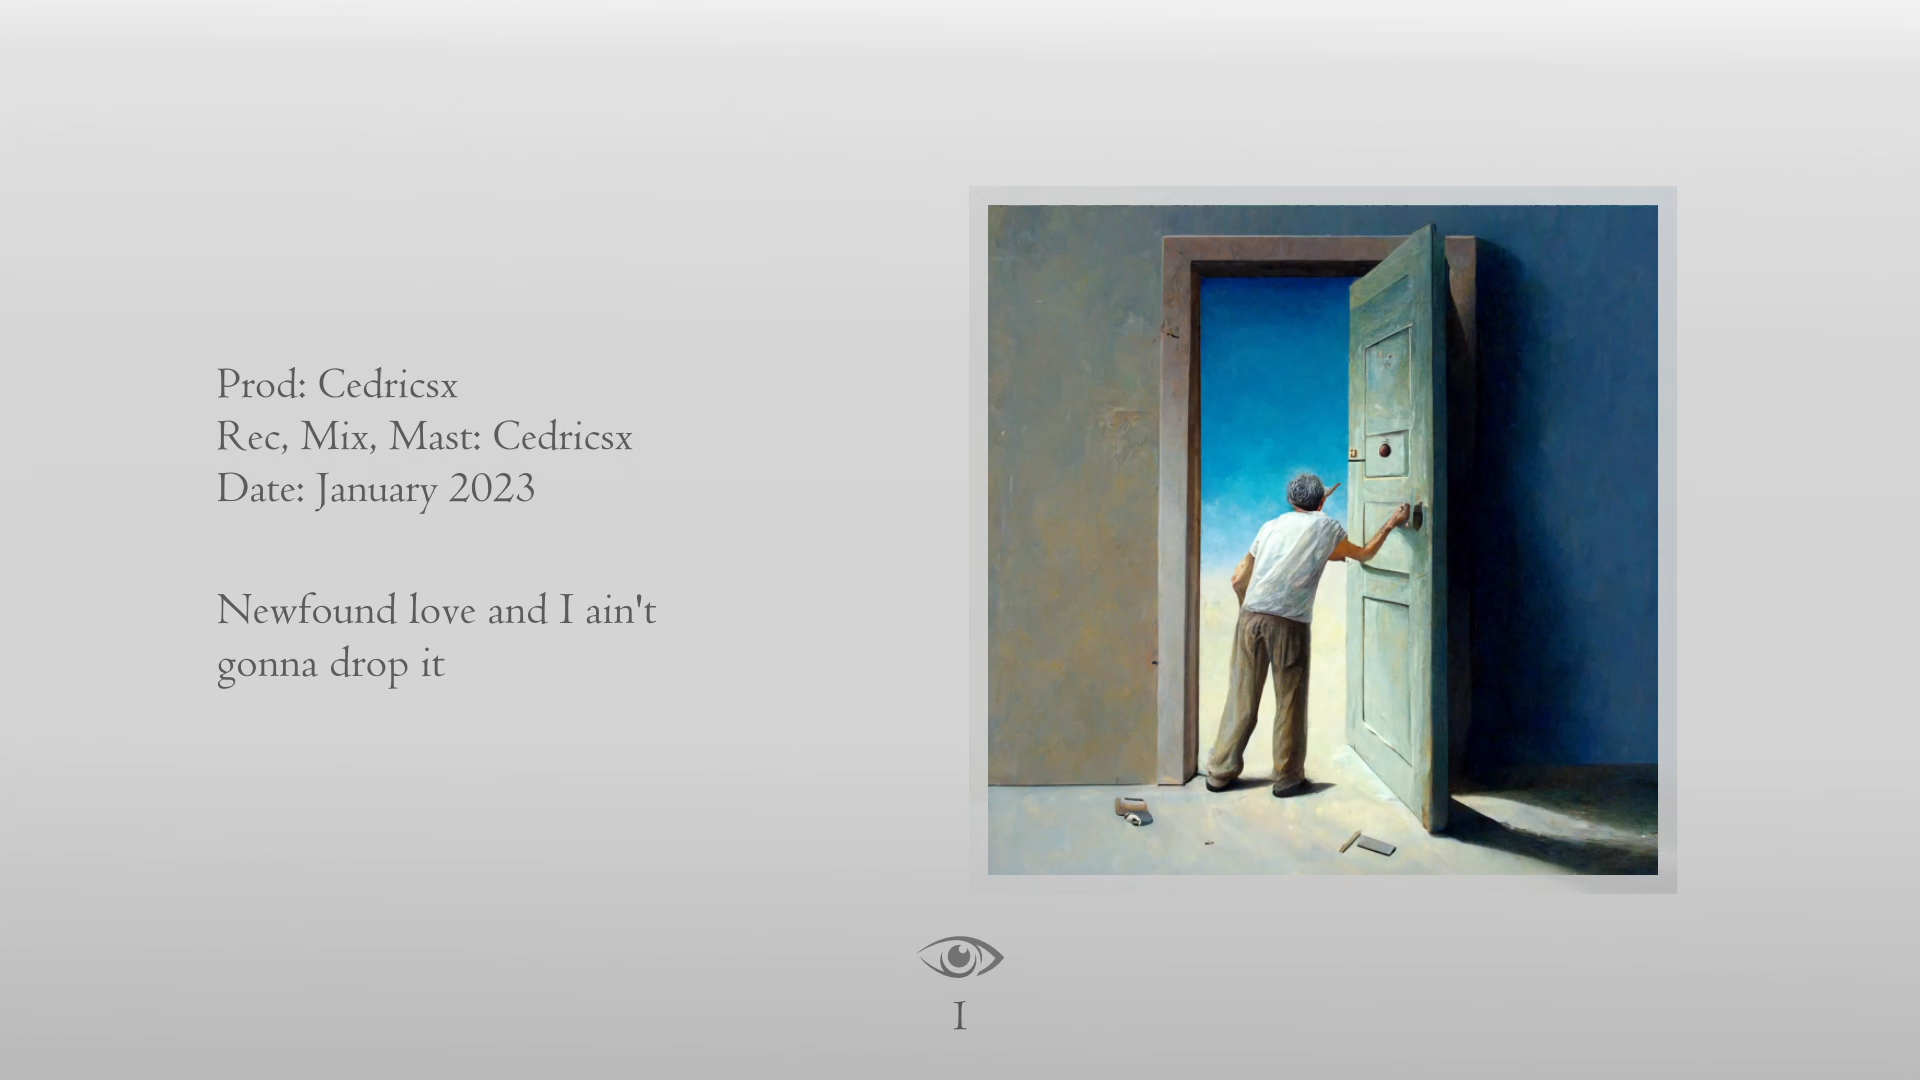 Prod: Cedricsx
Rec, Mix, Mast: Cedricsx
Date: January 2023
Newfound love and I ain't
gonna drop it
I